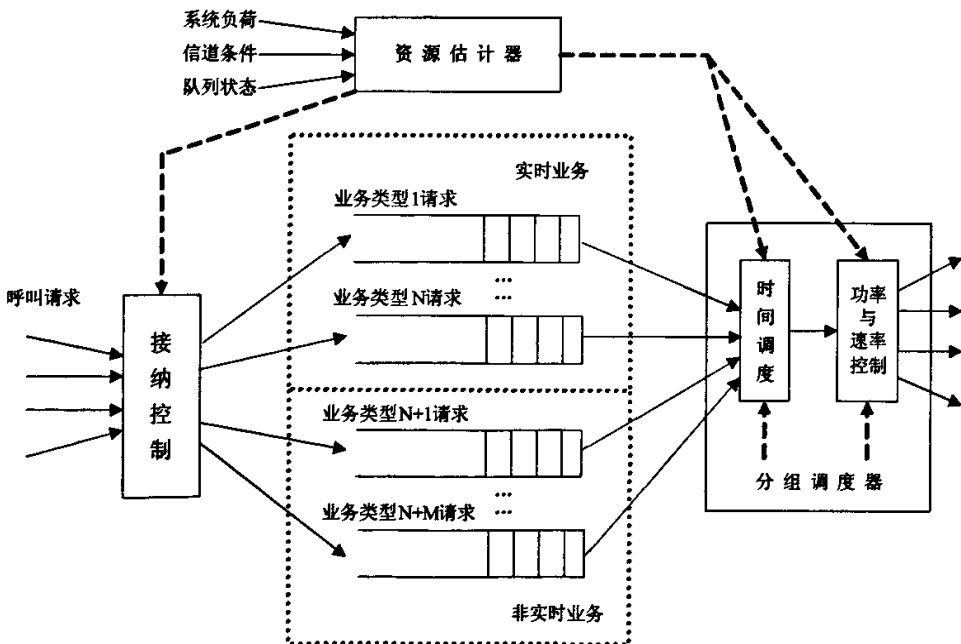 系统负荷
信道条件
队列状态
资源估计器
实时业务
业务类型1请求
...
...
业务类型N请求
呼叫请求
接纳控制
时间调度
功率与速率控制
业务类型N+1请求
...
...
业务类型N+M请求
分组调度器
非实时业务